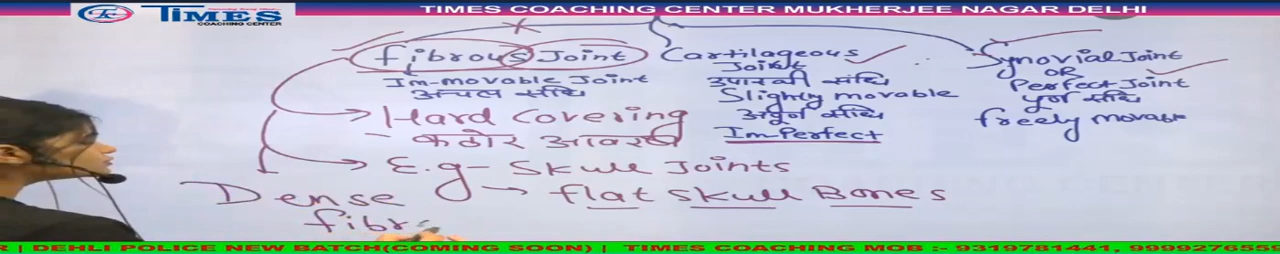 TIMES
COACHING CENTER
TIMES COACHING CENTER MUKHERJEE NAGAR DELHI
fibrous Joint
Im-movable Joint
अचल संधि
Cartilageous
Joint
उपास्थी संधि
Slightly movable
अपूर्ण संधि
Im Perfect
Synovial Joint
OR
Perfect Joint
पूर्ण संधि
freely movable
→ Hard Covering
- कठोर आवरण
→ E.g - Skull Joints
→ flat skull Bones
Dense
fibr
R | DEHLI POLICE NEW BATCH(COMING SOON) | TIMES COACHING MOB :- 9319781441, 9999276559